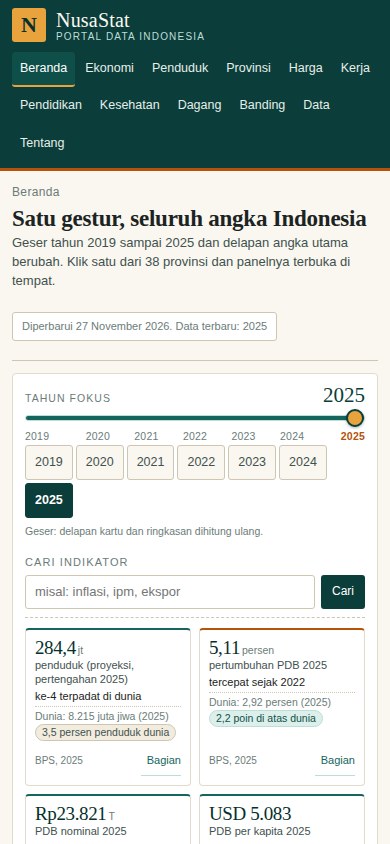 N
NusaStat
PORTAL DATA INDONESIA
Beranda Ekonomi Penduduk Provinsi Harga Kerja
Pendidikan Kesehatan Dagang Banding Data
Tentang
Beranda
Satu gestur, seluruh angka Indonesia
Geser tahun 2019 sampai 2025 dan delapan angka utama
berubah. Klik satu dari 38 provinsi dan panelnya terbuka di
tempat.
Diperbarui 27 November 2026. Data terbaru: 2025
TAHUN FOKUS 2025
2019 2020 2021 2022 2023 2024 2025
2019 2020 2021 2022 2023 2024
2025
Geser: delapan kartu dan rangkasan dihitung ulang.
CARI INDIKATOR
misal: inflasi, ipm, ekspor Cari
284,4 jt
penduduk (proyeksi,
pertengahan 2025)
ke-4 terpadat di dunia
Dunia: 8.215 juta jiwa (2025)
3,5 persen penduduk dunia
BPS, 2025 Bagian
5,11 persen
pertumbuhan PDB 2025
tercepat sejak 2022
Dunia: 2,92 persen (2025)
2,2 poin di atas dunia
BPS, 2025 Bagian
Rp23.821 T
PDB nominal 2025
USD 5.083
PDB per kapita 2025